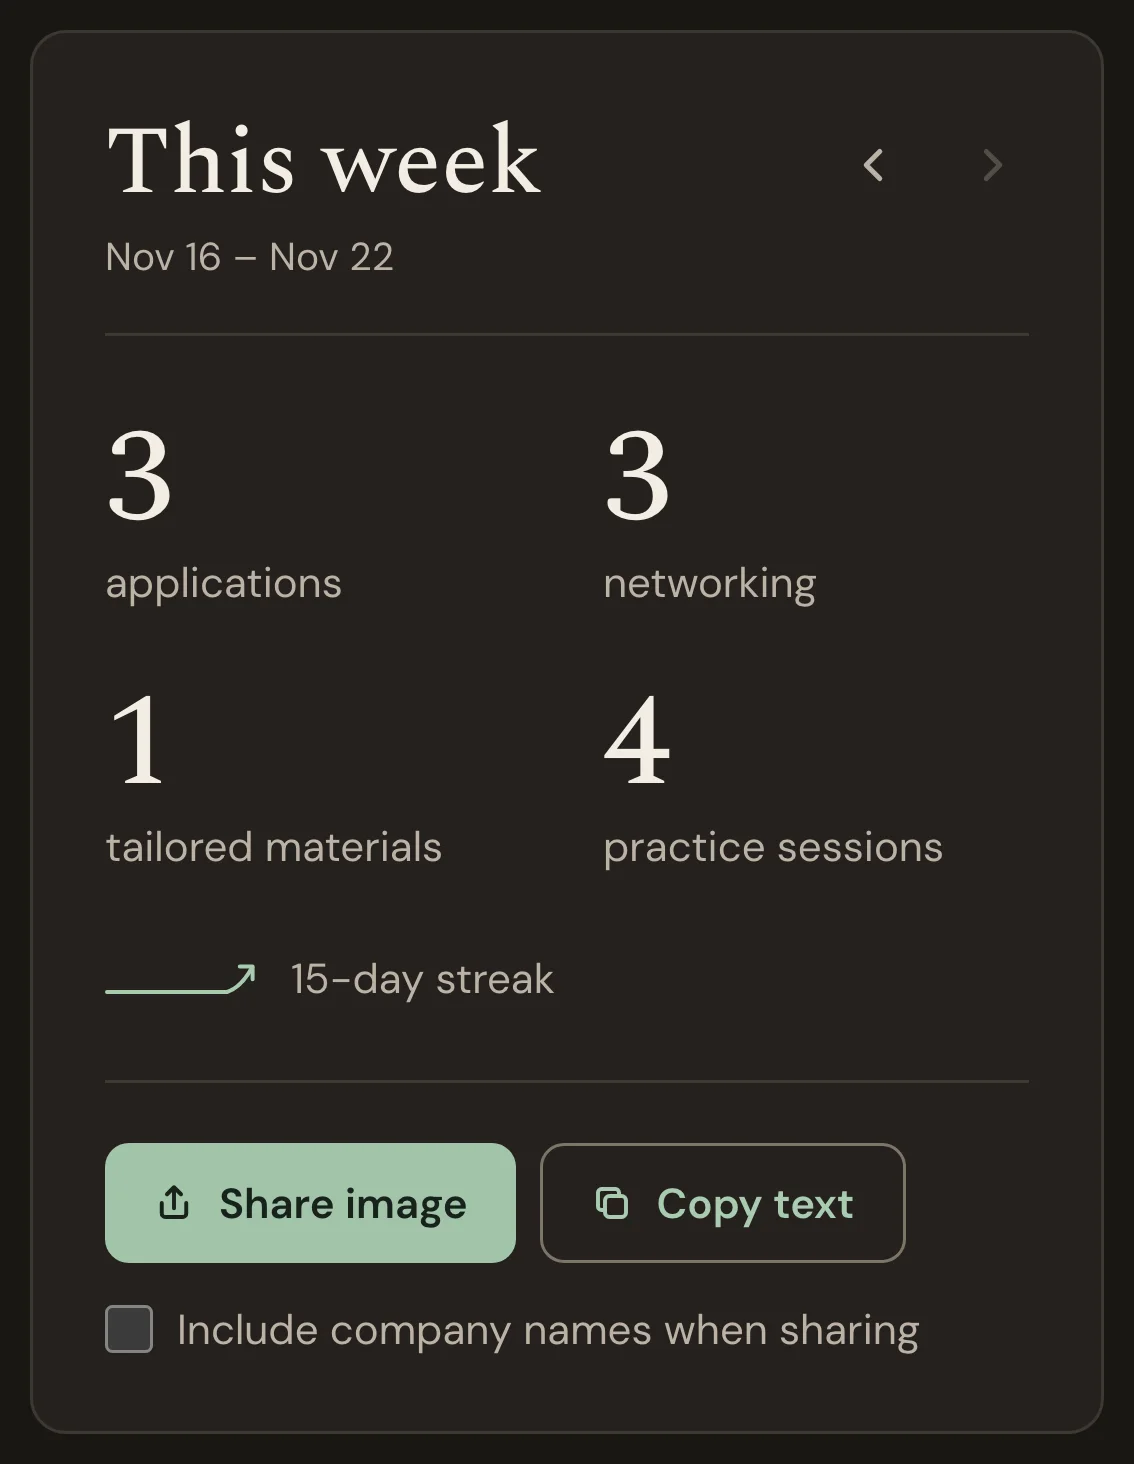 This week
Nov 16 – Nov 22
3
applications
3
networking
1
tailored materials
4
practice sessions
15-day streak
Share image
Copy text
Include company names when sharing